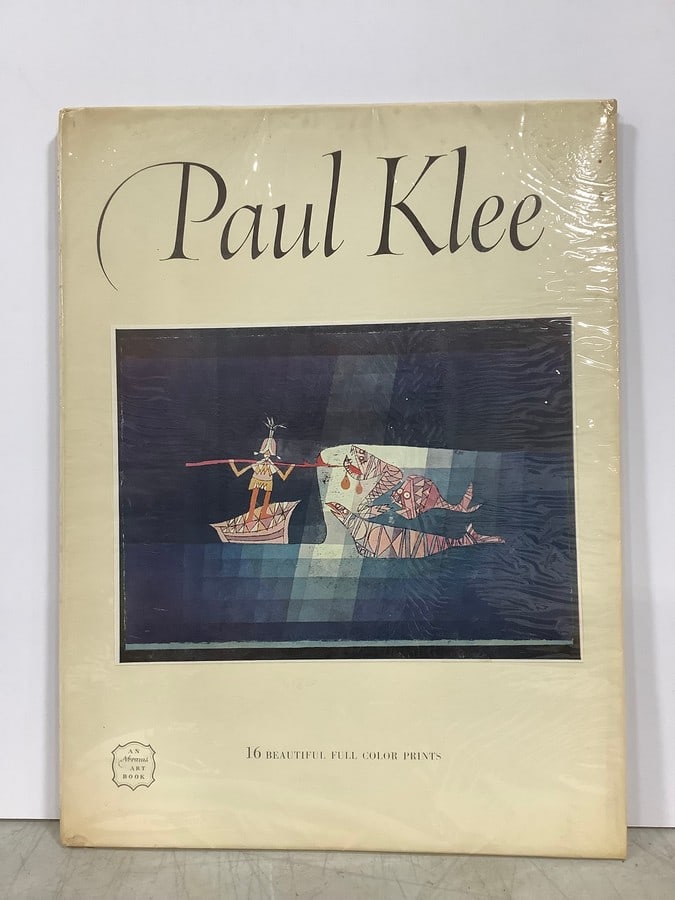 Paul Klee
AN
Abrams
ART
BOOK
16 BEAUTIFUL FULL COLOR PRINTS